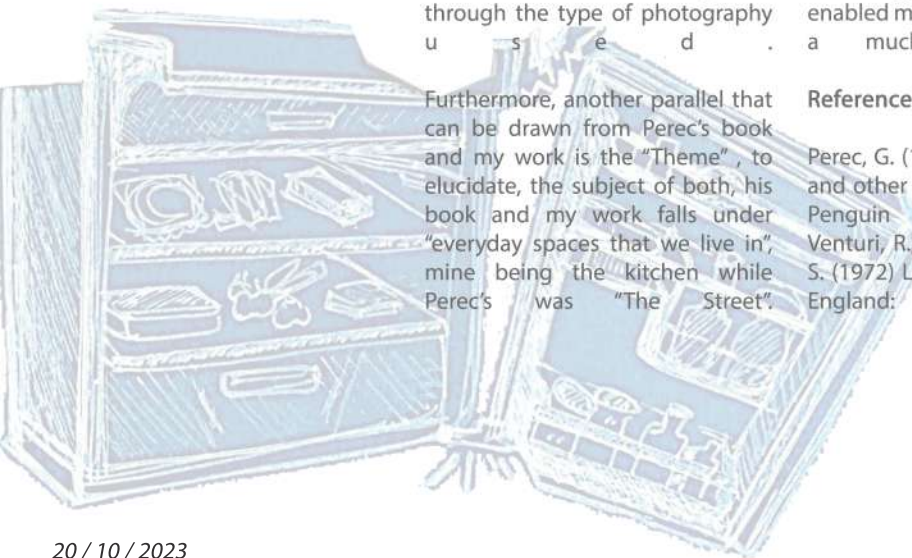 through the type of photography
u s e d .
Furthermore, another parallel that
can be drawn from Perec's book
and my work is the "Theme" , to
elucidate, the subject of both, his
book and my work falls under
"everyday spaces that we live in",
mine being the kitchen while
Perec's was "The Street".
enabled m
a much
Reference
Perec, G. (1
and other
Penguin
Venturi, R.
S. (1972) L
England:
20 / 10 / 2023